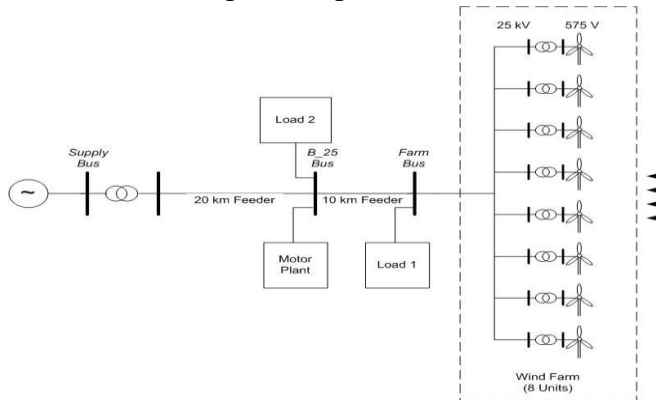 25 kV 575 V
Load 2
Supply
Bus
B_25
Bus
Farm
Bus
~
20 km Feeder
10 km Feeder
Motor
Plant
Load 1
Wind Farm
(8 Units)